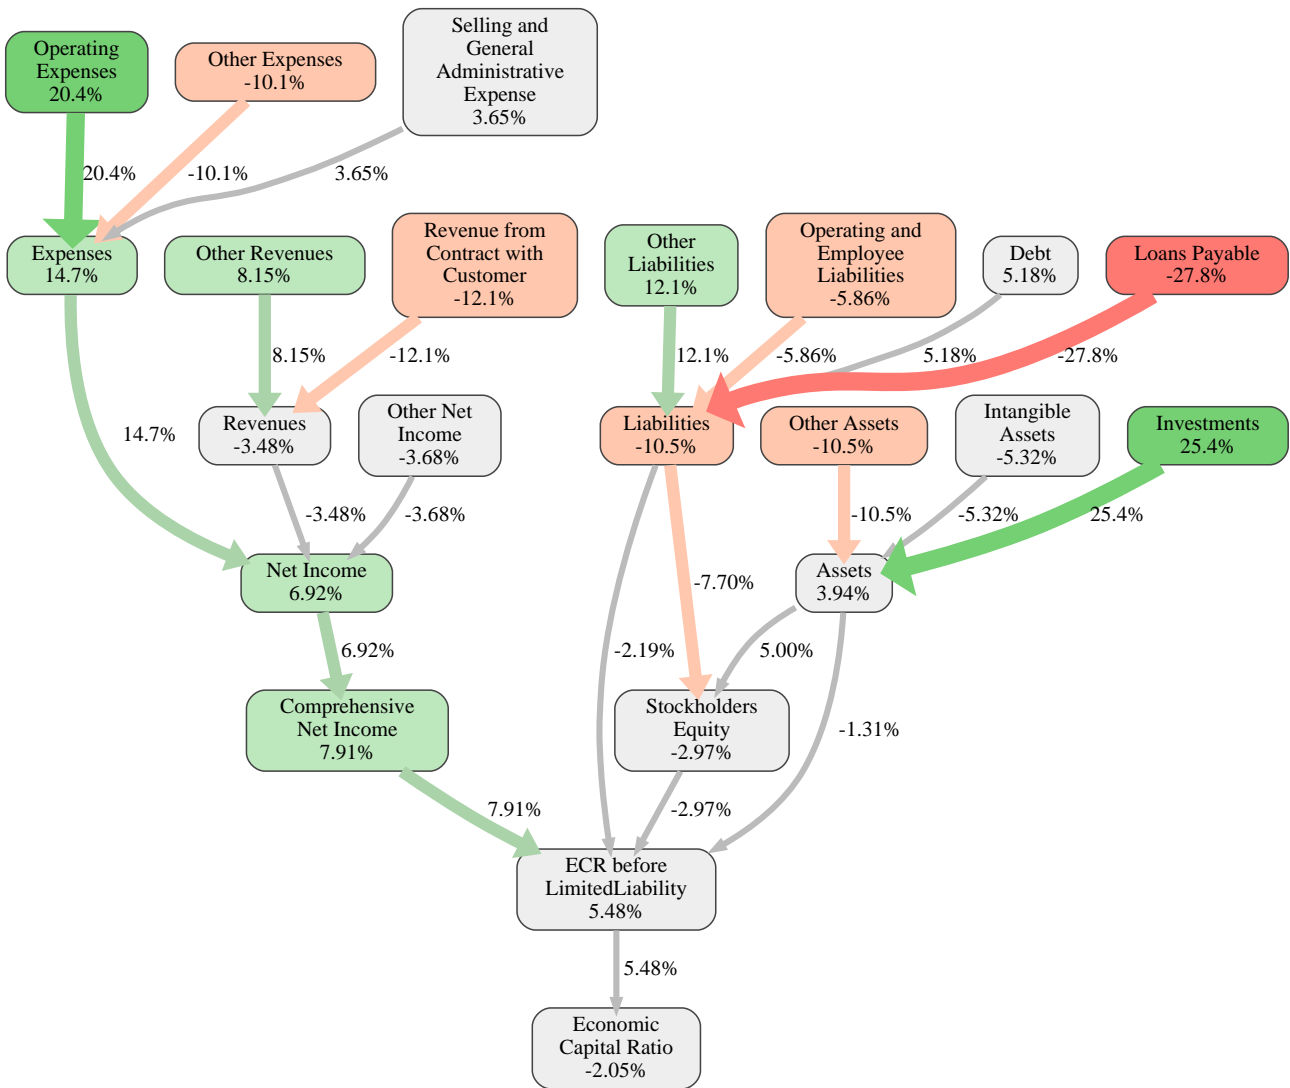 Operating
Expenses
20.4%
Other Expenses
-10.1%
Selling and
General
Administrative
Expense
3.65%
20.4%
-10.1%
3.65%
Expenses
14.7%
Other Revenues
8.15%
Revenue from
Contract with
Customer
-12.1%
Other
Liabilities
12.1%
Operating and
Employee
Liabilities
-5.86%
Debt
5.18%
Loans Payable
-27.8%
8.15%
-12.1%
12.1%
-5.86%
5.18%
-27.8%
14.7%
Revenues
-3.48%
Other Net
Income
-3.68%
Liabilities
-10.5%
Other Assets
-10.5%
Intangible
Assets
-5.32%
Investments
25.4%
-3.48%
-3.68%
-10.5%
-5.32%
25.4%
Net Income
6.92%
-7.70%
Assets
3.94%
6.92%
-2.19%
5.00%
Comprehensive
Net Income
7.91%
Stockholders
Equity
-2.97%
-1.31%
7.91%
-2.97%
ECR before
LimitedLiability
5.48%
5.48%
Economic
Capital Ratio
-2.05%